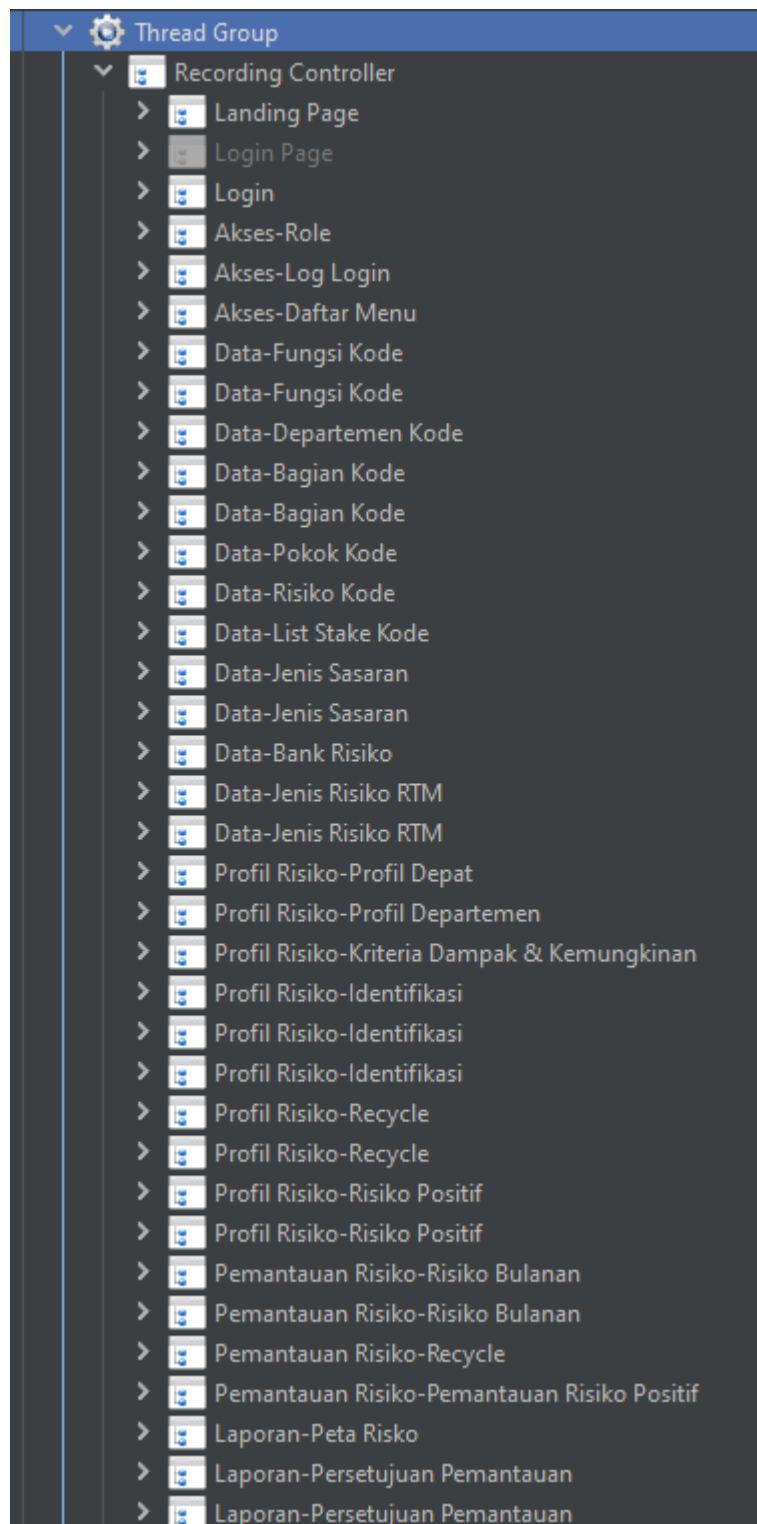 Thread Group
Recording Controller
Landing Page
Login Page
Login
Akses-Role
Akses-Log Login
Akses-Daftar Menu
Data-Fungsi Kode
Data-Fungsi Kode
Data-Departemen Kode
Data-Bagian Kode
Data-Bagian Kode
Data-Pokok Kode
Data-Risiko Kode
Data-List Stake Kode
Data-Jenis Sasaran
Data-Jenis Sasaran
Data-Bank Risiko
Data-Jenis Risiko RTM
Data-Jenis Risiko RTM
Profil Risiko-Profil Depat
Profil Risiko-Profil Departemen
Profil Risiko-Kriteria Dampak & Kemungkinan
Profil Risiko-Identifikasi
Profil Risiko-Identifikasi
Profil Risiko-Identifikasi
Profil Risiko-Recycle
Profil Risiko-Recycle
Profil Risiko-Risiko Positif
Profil Risiko-Risiko Positif
Pemantauan Risiko-Risiko Bulanan
Pemantauan Risiko-Risiko Bulanan
Pemantauan Risiko-Recycle
Pemantauan Risiko-Pemantauan Risiko Positif
Laporan-Peta Risko
Laporan-Persetujuan Pemantauan
Laporan-Persetujuan Pemantauan